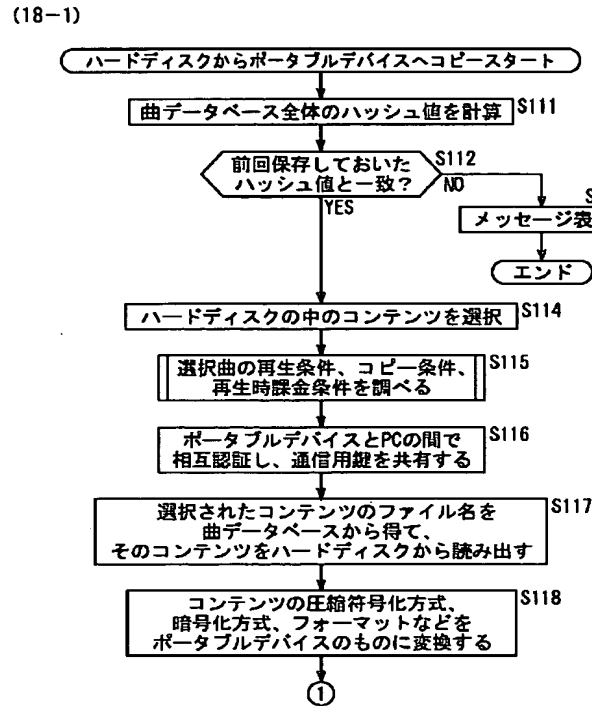 (18-1)
ハードディスクからポータブルデバイスへコピースタート
曲データベース全体のハッシュ値を計算
S111
前回保存しておいた
ハッシュ値と一致?
S112
NO
YES
S
メッセージ表
エンド
ハードディスクの中のコンテンツを選択
S114
選択曲の再生条件、コピー条件、
再生時課金条件を調べる
S115
ポータブルデバイスとPCの間で
相互認証し、通信用鍵を共有する
S116
選択されたコンテンツのファイル名を
曲データベースから得て、
そのコンテンツをハードディスクから読み出す
S117
コンテンツの圧縮符号化方式、
暗号化方式、フォーマットなどを
ポータブルデバイスのものに変換する
S118
1